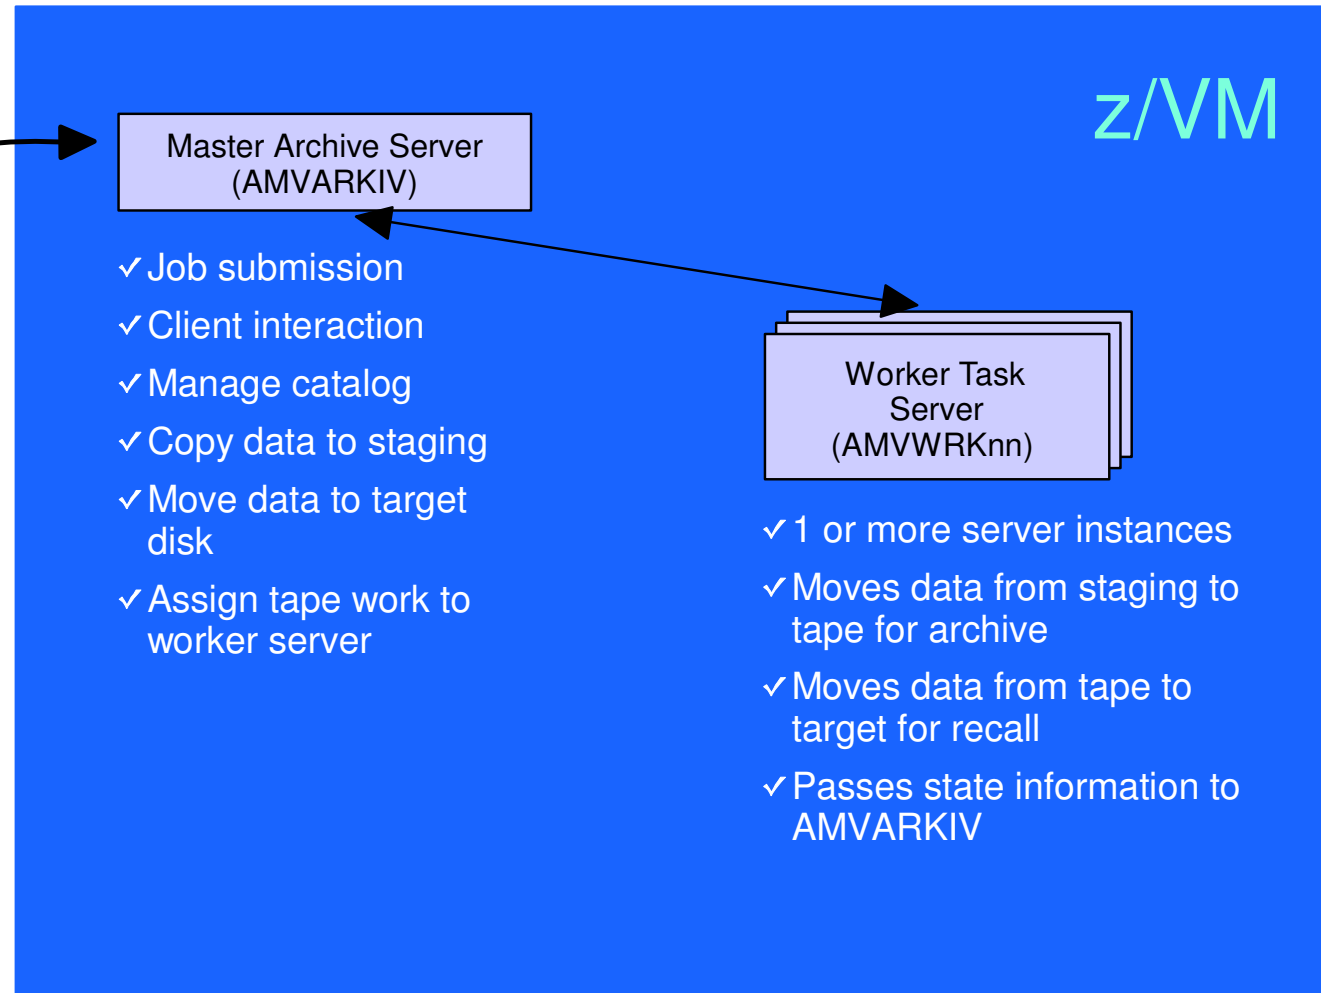 z/VM
Master Archive Server
(AMVARKIV)
✓Job submission
✓Client interaction
✓Manage catalog
✓Copy data to staging
✓Move data to target
disk
✓Assign tape work to
worker server
Worker Task
Server
(AMVWRKnn)
✓1 or more server instances
✓Moves data from staging to
tape for archive
✓Moves data from tape to
target for recall
✓Passes state information to
AMVARKIV